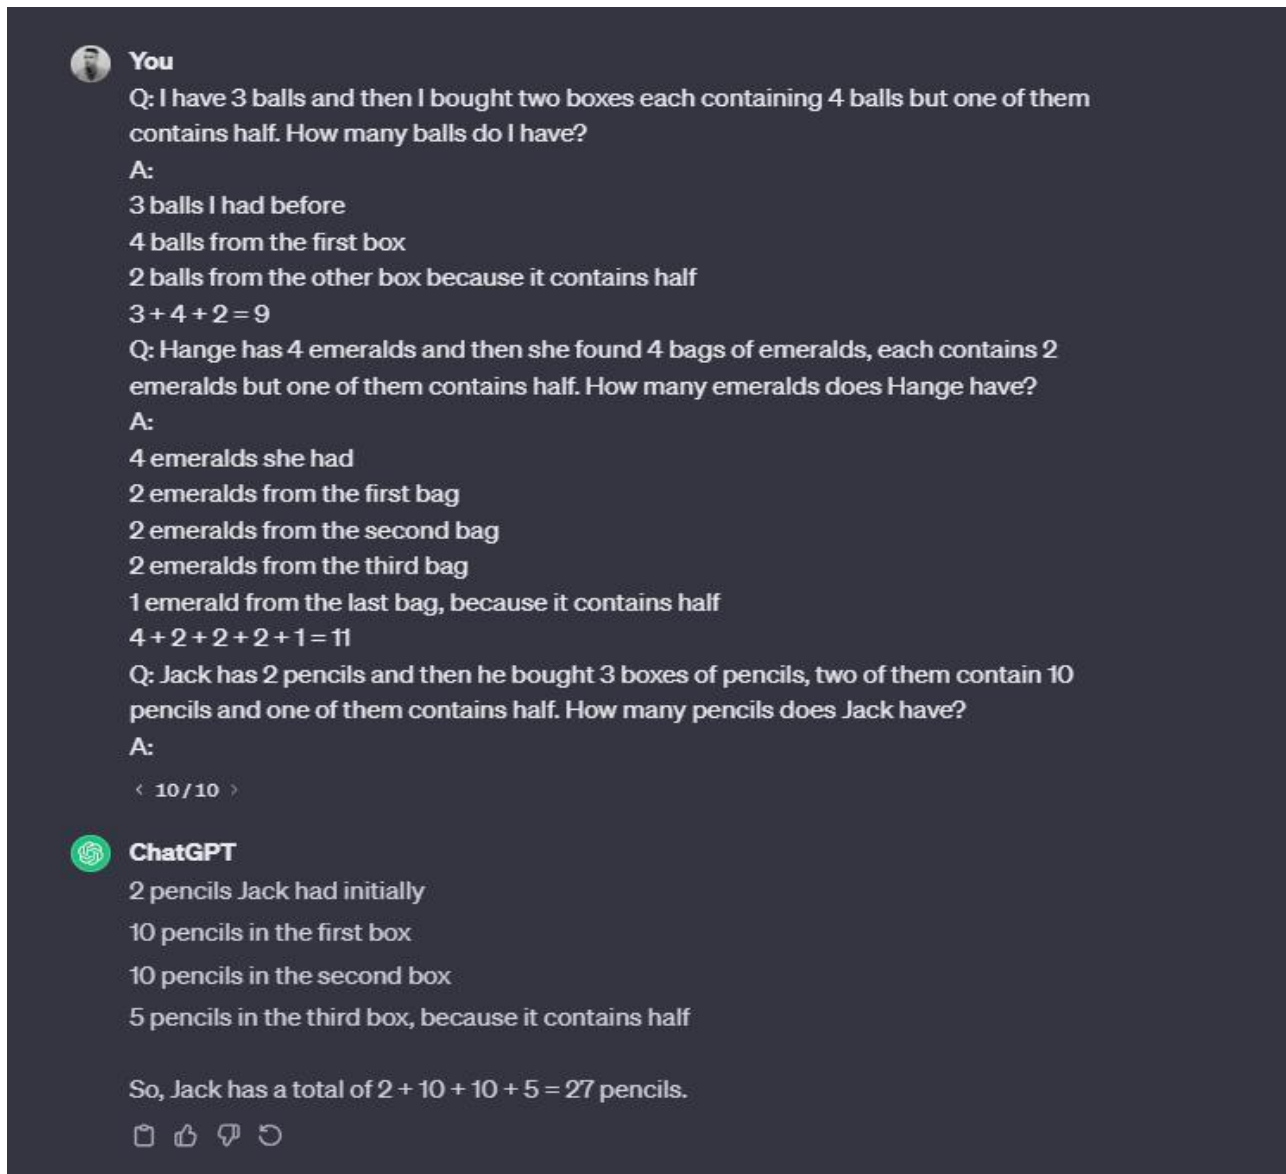 You
Q: I have 3 balls and then I bought two boxes each containing 4 balls but one of them
contains half. How many balls do I have?
A:
3 balls I had before
4 balls from the first box
2 balls from the other box because it contains half
3 + 4 + 2 = 9
Q: Hange has 4 emeralds and then she found 4 bags of emeralds, each contains 2
emeralds but one of them contains half. How many emeralds does Hange have?
A:
4 emeralds she had
2 emeralds from the first bag
2 emeralds from the second bag
2 emeralds from the third bag
1 emerald from the last bag, because it contains half
4 + 2 + 2 + 2 + 1 = 11
Q: Jack has 2 pencils and then he bought 3 boxes of pencils, two of them contain 10
pencils and one of them contains half. How many pencils does Jack have?
A:
< 10 / 10 >
ChatGPT
2 pencils Jack had initially
10 pencils in the first box
10 pencils in the second box
5 pencils in the third box, because it contains half
So, Jack has a total of 2 + 10 + 10 + 5 = 27 pencils.